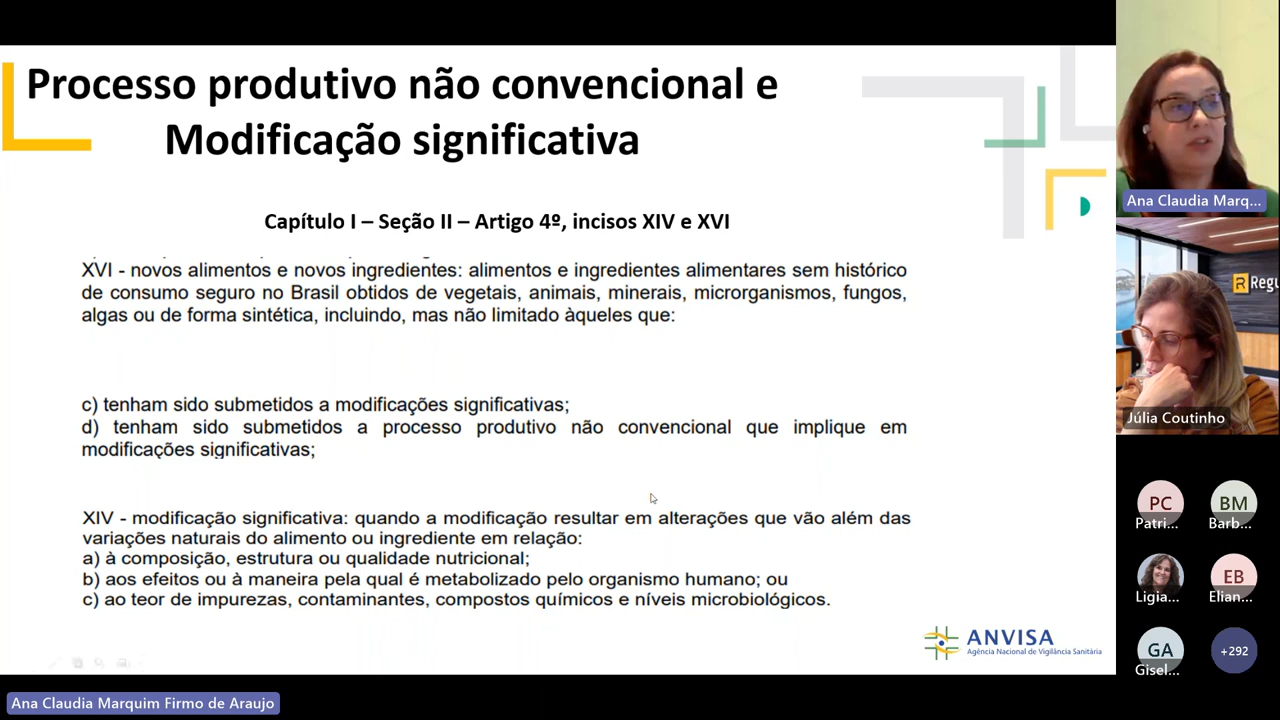 Processo produtivo não convencional e
Modificação significativa
Capítulo I – Seção II – Artigo 4º, incisos XIV e XVI
XVI - novos alimentos e novos ingredientes: alimentos e ingredientes alimentares sem histórico
de consumo seguro no Brasil obtidos de vegetais, animais, minerais, microrganismos, fungos,
algas ou de forma sintética, incluindo, mas não limitado àqueles que:
c) tenham sido submetidos a modificações significativas;
d) tenham sido submetidos a processo produtivo não convencional que implique em
modificações significativas;
XIV - modificação significativa: quando a modificação resultar em alterações que vão além das
variações naturais do alimento ou ingrediente em relação:
a) à composição, estrutura ou qualidade nutricional;
b) aos efeitos ou à maneira pela qual é metabolizado pelo organismo humano; ou
c) ao teor de impurezas, contaminantes, compostos químicos e níveis microbiológicos.
ANVISA
Agência Nacional de Vigilância Sanitária
Ana Claudia Marquim Firmo de Araujo
Ana Claudia Marq...
R Regu
Júlia Coutinho
PC
BM
Patri...
Barb...
EB
Ligia...
Elian...
GA
+292
Gisel...